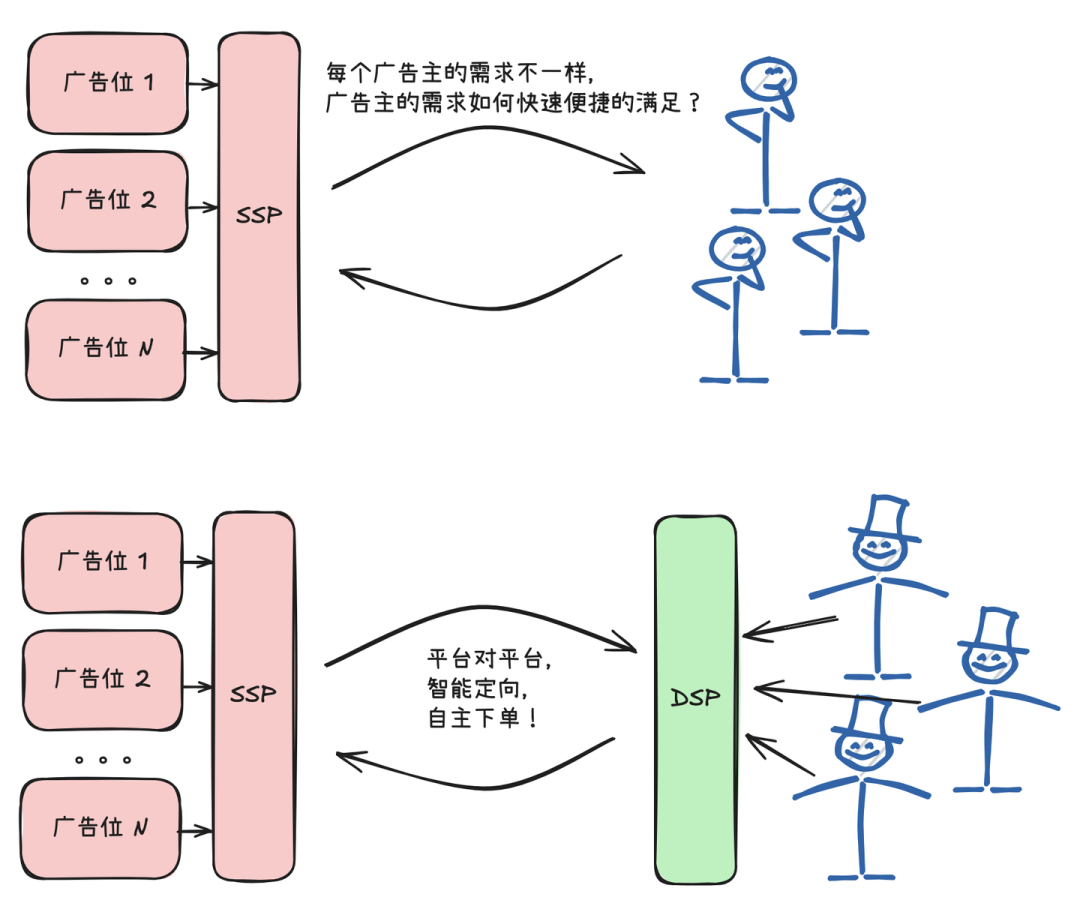 广告位 1
广告位 2
广告位 N
SSP
每个广告主的需求不一样,
广告主的需求如何快速便捷的满足？
广告位 1
广告位 2
广告位 N
SSP
平台对平台,
智能定向,
自主下单！
DSP